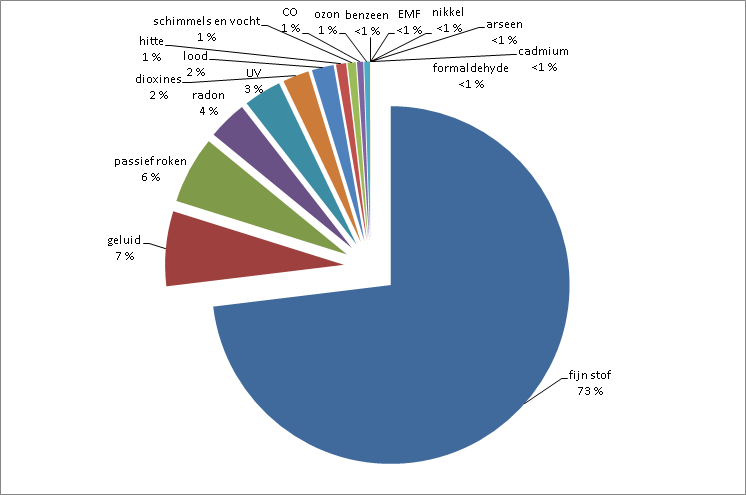 schimmels en vocht
1 %
CO
1 %
ozon
1 %
benzeen
<1 %
EMF
<1 %
nikkel
<1 %
arseen
<1 %
cadmium
<1 %
formaldehyde
<1 %
hitte
1 %
lood
2 %
dioxines
2 %
UV
3 %
radon
4 %
passief roken
6 %
geluid
7 %
fijn stof
73 %